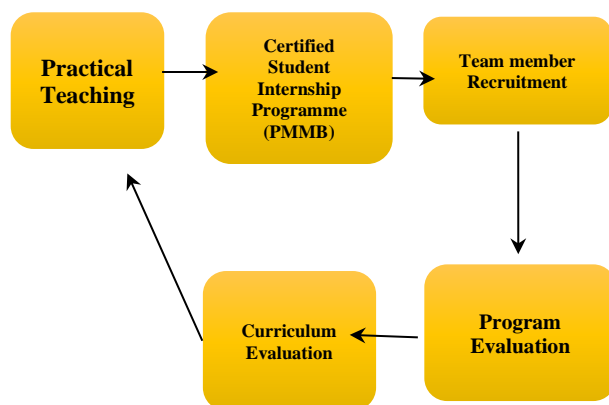 Practical
Teaching
Certified
Student
Internship
Programme
(PMMB)
Team member
Recruitment
Program
Evaluation
Curriculum
Evaluation